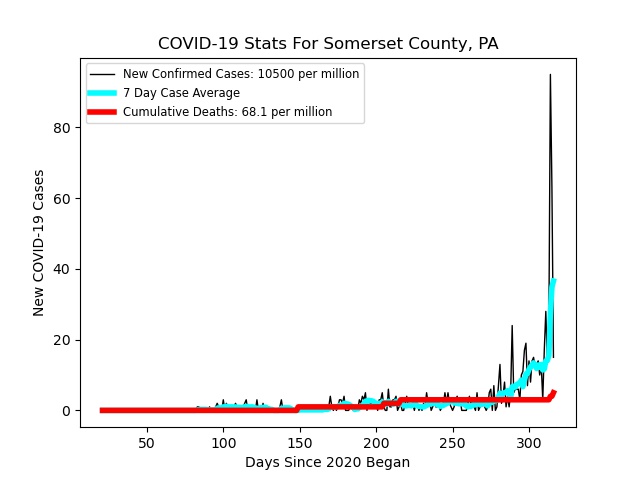 COVID-19 Stats For Somerset County, PA
New Confirmed Cases: 10500 per million
7 Day Case Average
Cumulative Deaths: 68.1 per million
New COVID-19 Cases
80
60
40
20
0
50 100 150 200 250 300
Days Since 2020 Began